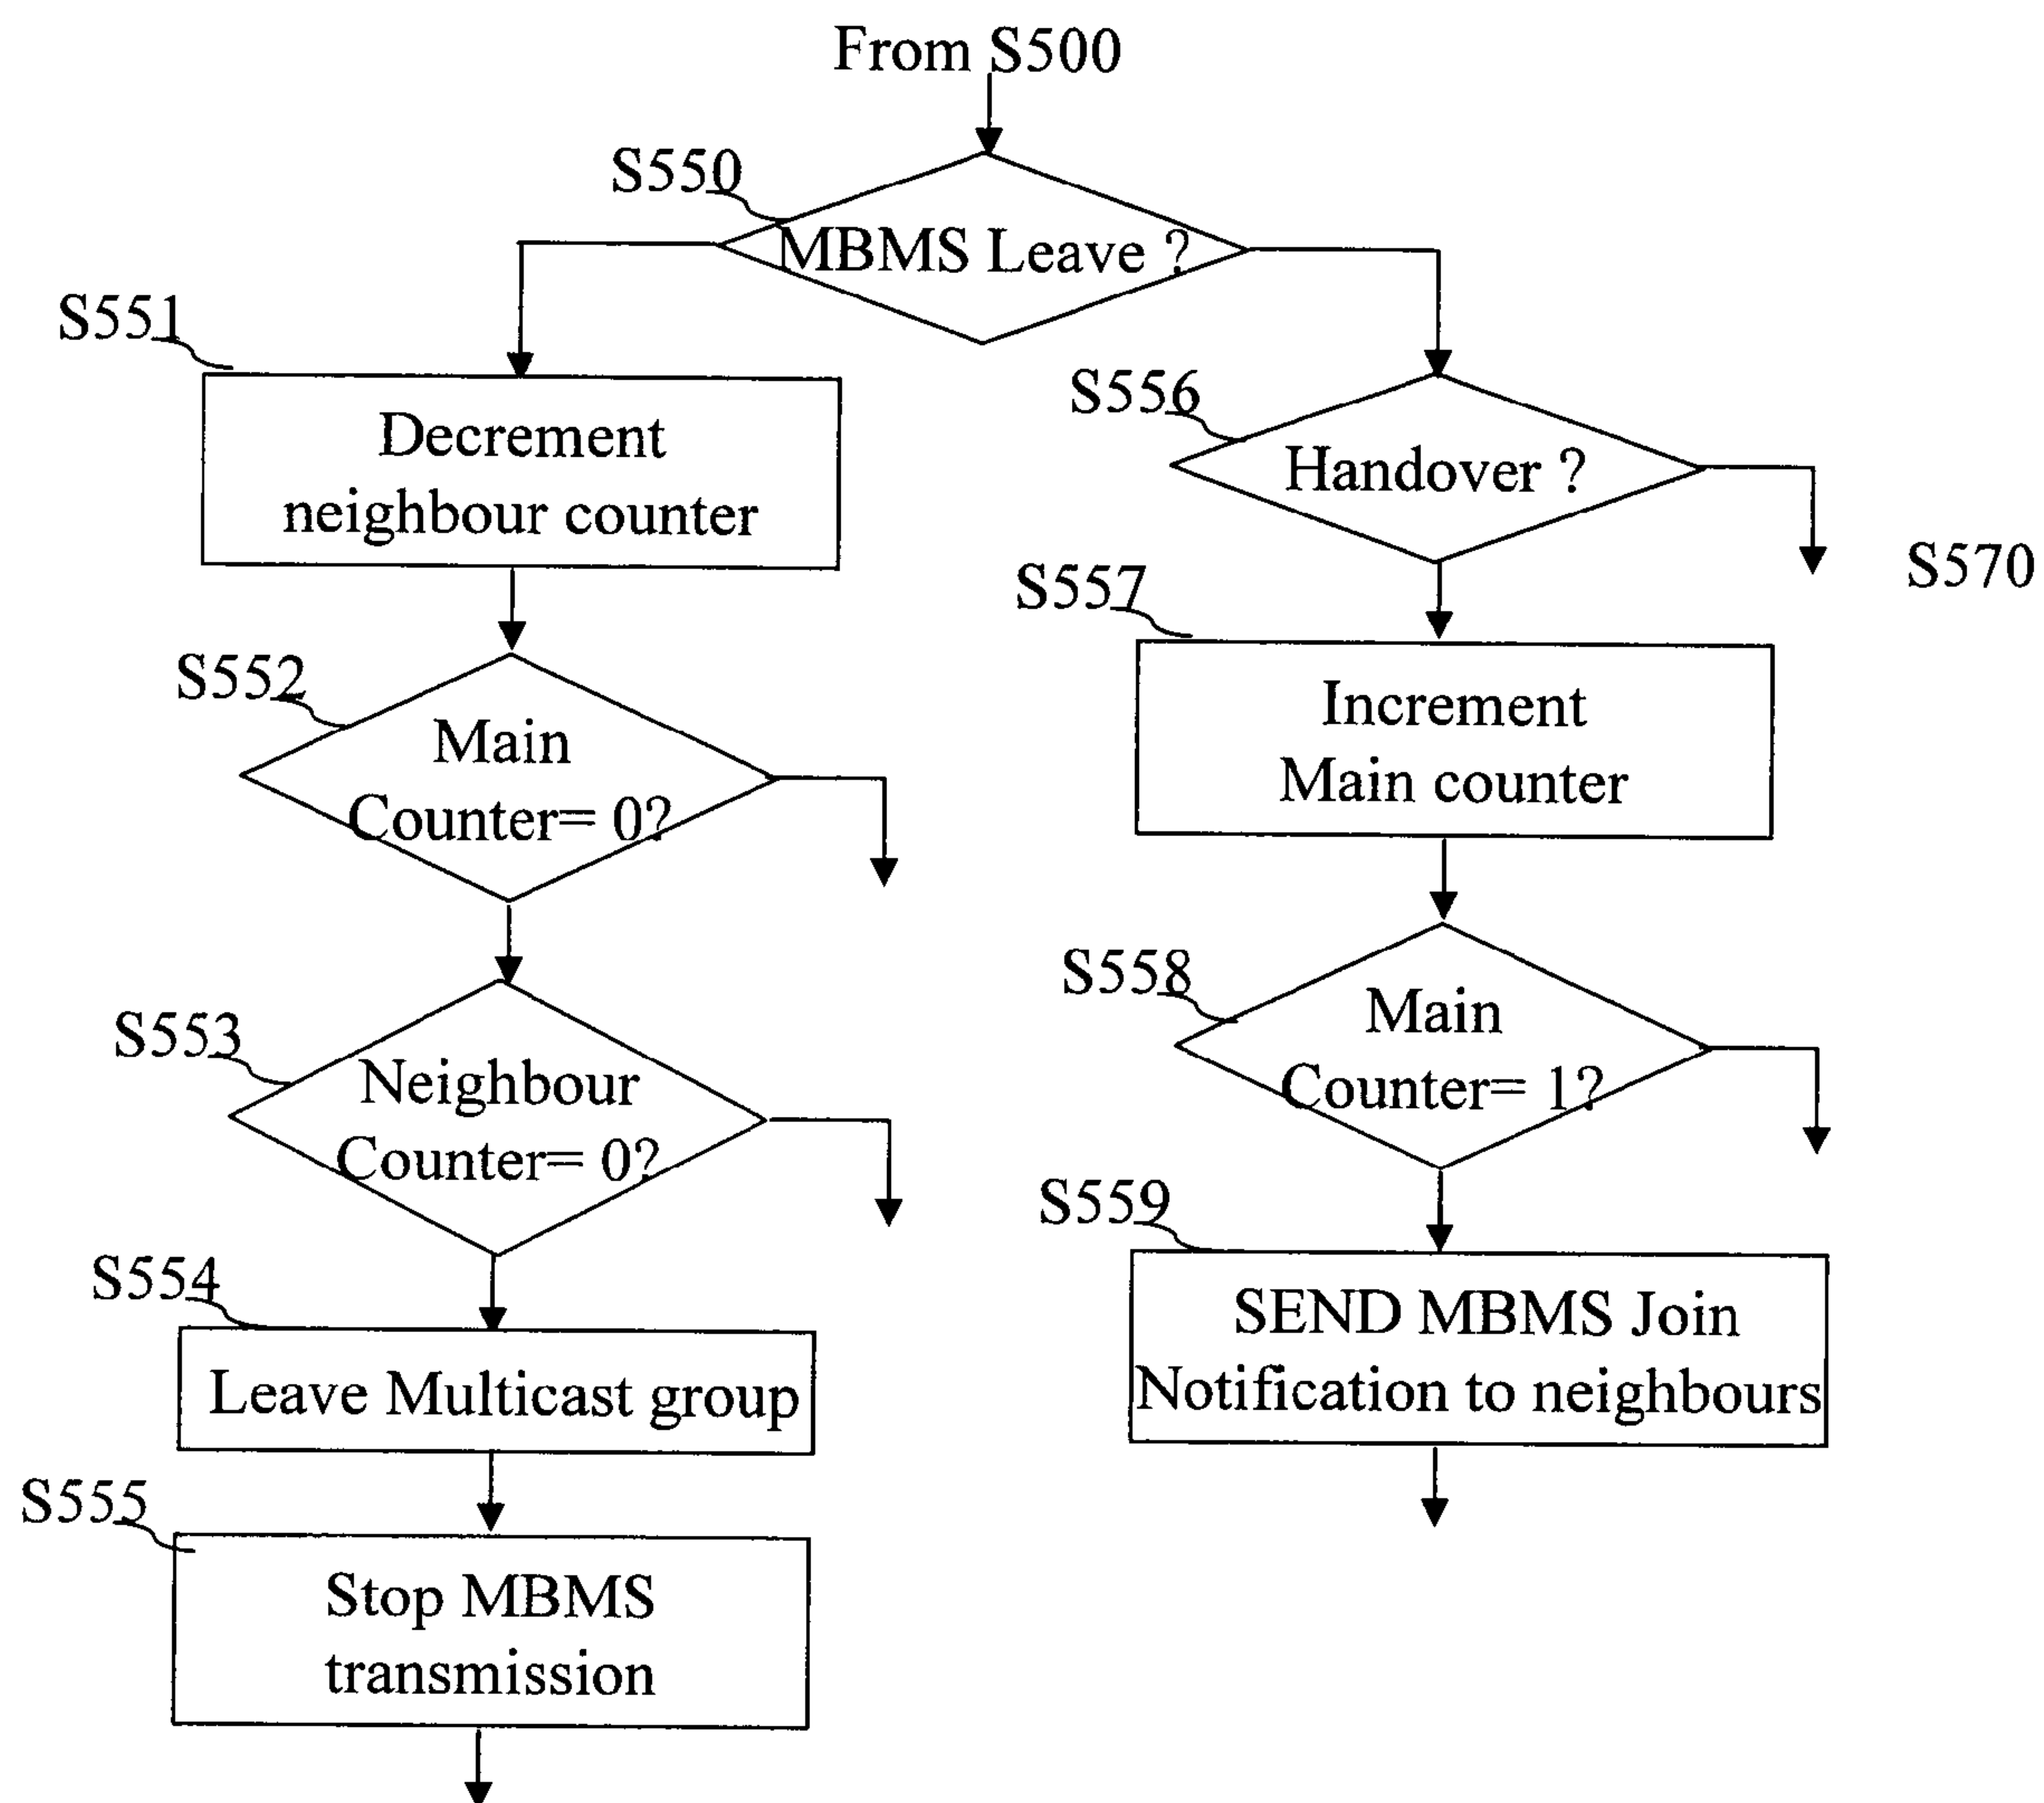 From S500
S550
MBMS Leave ?
S551
Decrement
neighbour counter
S556
Handover ?
S570
S557
Increment
Main counter
S552
Main
Counter= 0?
S558
Main
Counter= 1?
S553
Neighbour
Counter= 0?
S559
SEND MBMS Join
Notification to neighbours
S554
Leave Multicast group
S555
Stop MBMS
transmission